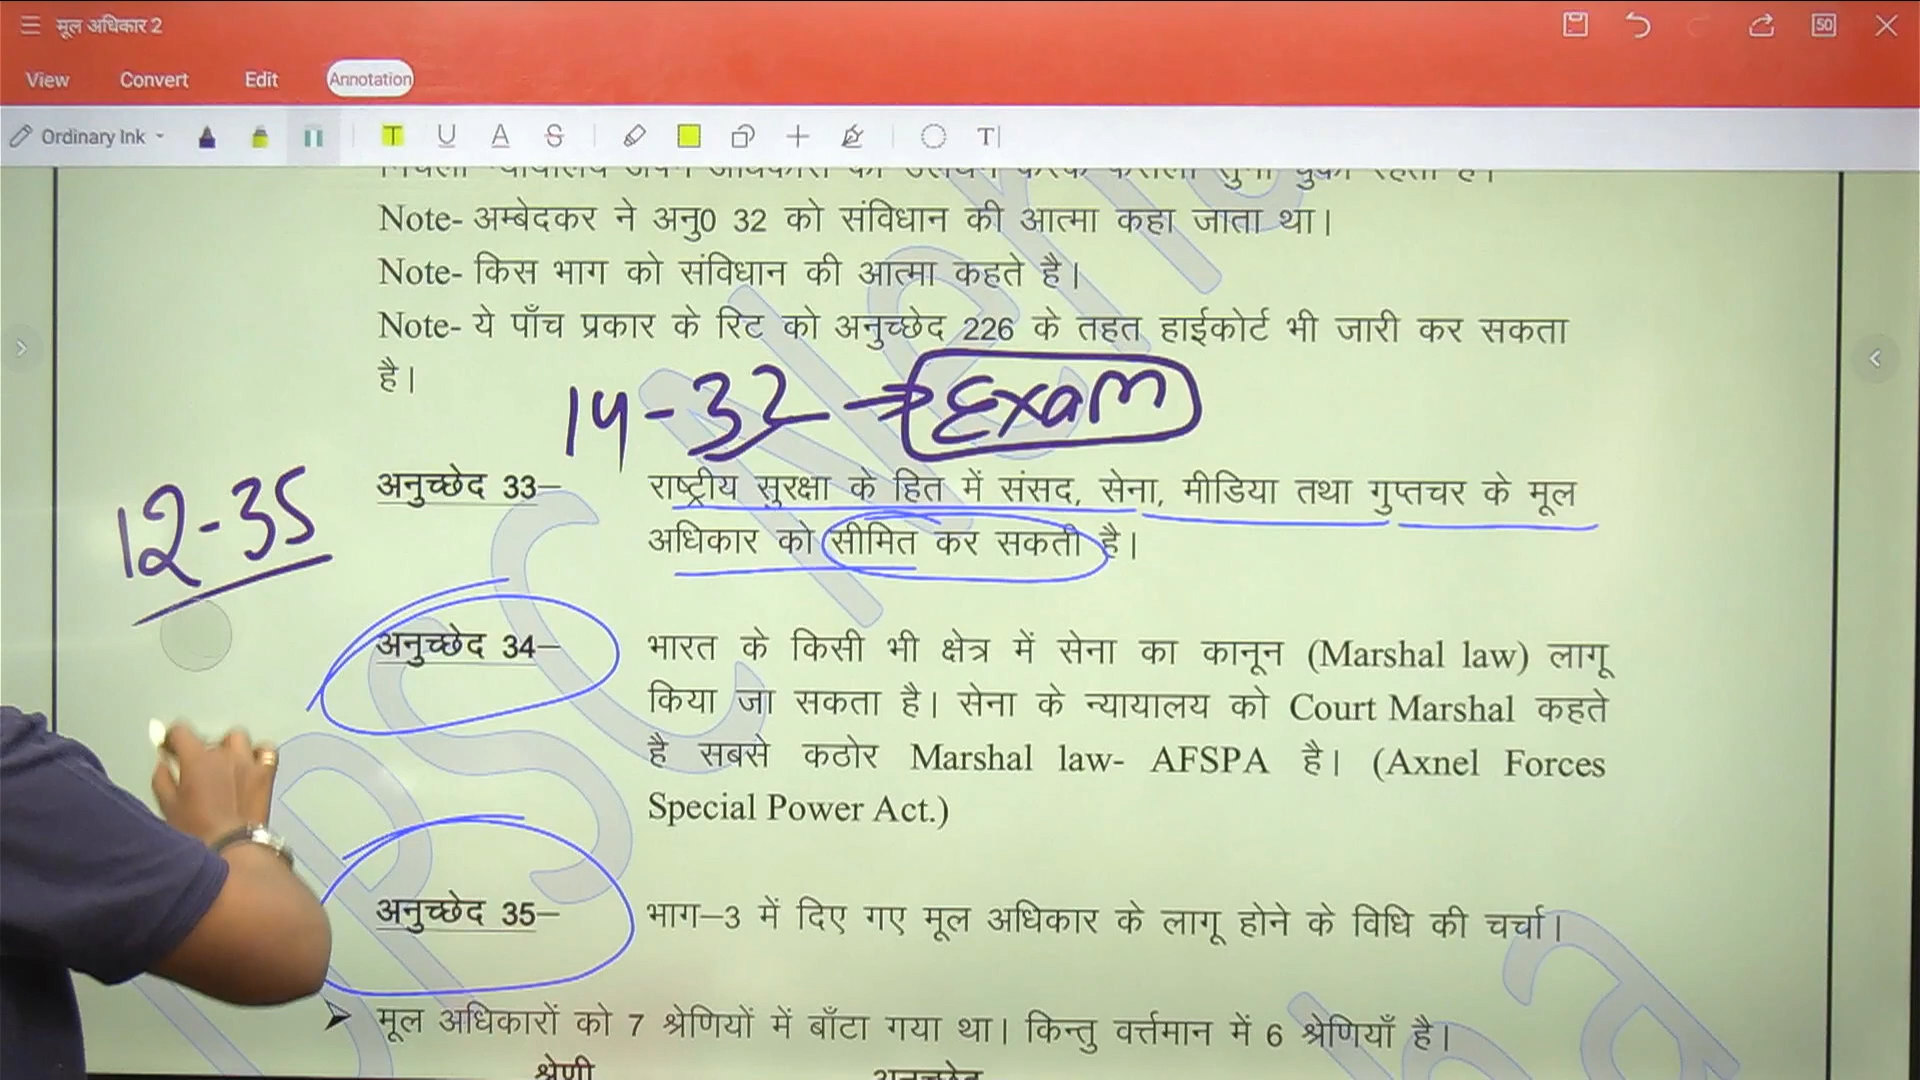 मूल अधिकार 2
50
View Convert Edit Annotation
Ordinary Ink T U A S T|
Note- अम्बेदकर ने अनु0 32 को संविधान की आत्मा कहा जाता था।
Note- किस भाग को संविधान की आत्मा कहते है।
Note- ये पाँच प्रकार के रिट को अनुच्छेद 226 के तहत हाईकोर्ट भी जारी कर सकता
है।
14-32 → Exam
12-35
अनुच्छेद 33– राष्ट्रीय सुरक्षा के हित में संसद, सेना, मीडिया तथा गुप्तचर के मूल
अधिकार को सीमित कर सकती है।
अनुच्छेद 34– भारत के किसी भी क्षेत्र में सेना का कानून (Marshal law) लागू
किया जा सकता है। सेना के न्यायालय को Court Marshal कहते
है सबसे कठोर Marshal law- AFSPA है। (Axnel Forces
Special Power Act.)
अनुच्छेद 35– भाग–3 में दिए गए मूल अधिकार के लागू होने के विधि की चर्चा।
➢ मूल अधिकारों को 7 श्रेणियों में बाँटा गया था। किन्तु वर्त्तमान में 6 श्रेणियाँ है।
श्रेणी अनुच्छेद